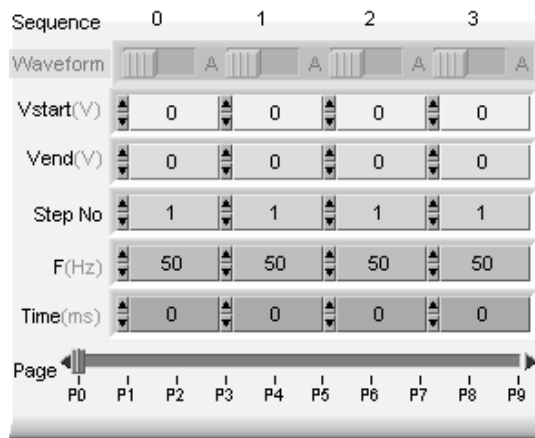 Sequence 0 1 2 3
Waveform A A A A
Vstart(V) 0 0 0 0
Vend(V) 0 0 0 0
Step No 1 1 1 1
F(Hz) 50 50 50 50
Time(ms) 0 0 0 0
Page
P0 P1 P2 P3 P4 P5 P6 P7 P8 P9